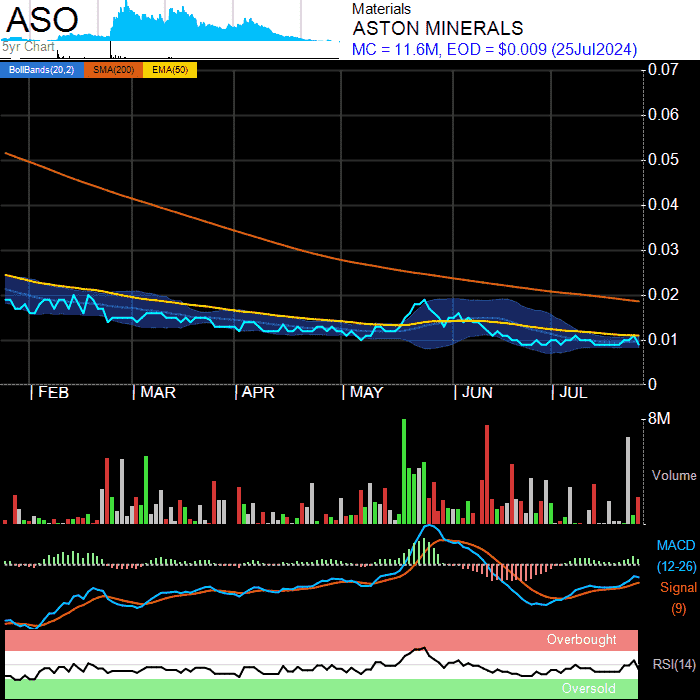 ASO
5yr Chart
Materials
ASTON MINERALS
MC = 11.6M, EOD = $0.009 (25Jul2024)
BollBands(20,2) SMA(200) EMA(50)
0.07
0.06
0.05
0.04
0.03
0.02
0.01
0
FEB MAR APR MAY JUN JUL
8M
Volume
MACD
(12-26)
Signal
(9)
Overbought
RSI(14)
Oversold